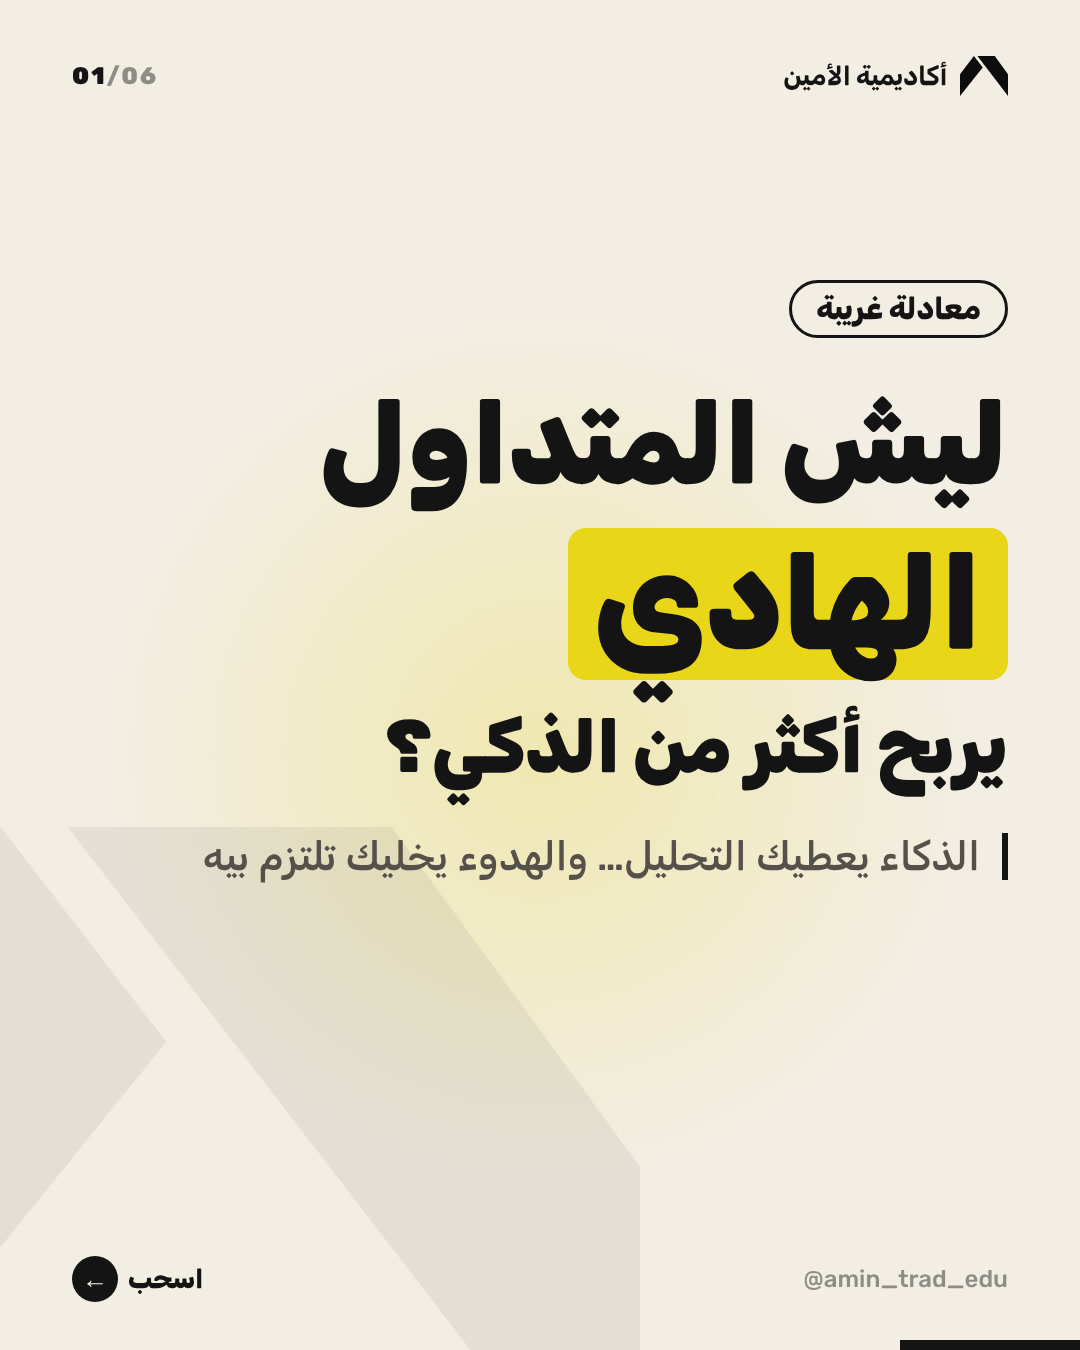 أكاديمية الأمين
01/06
معادلة غريبة
ليش المتداول
الهادي
يربح أكثر من الذكي؟
الذكاء يعطيك التحليل... والهدوء يخليك تلتزم بيه
@amin_trad_edu
اسحب ←